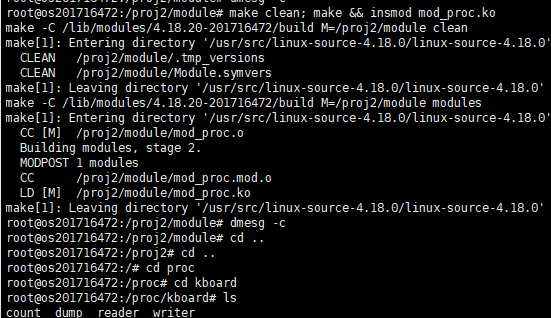 root@os201716472:/proj2/module# dmesg -c
root@os201716472:/proj2/module# make clean; make && insmod mod_proc.ko
make -C /lib/modules/4.18.20-201716472/build M=/proj2/module clean
make[1]: Entering directory '/usr/src/linux-source-4.18.0/linux-source-4.18.0'
  CLEAN   /proj2/module/.tmp_versions
  CLEAN   /proj2/module/Module.symvers
make[1]: Leaving directory '/usr/src/linux-source-4.18.0/linux-source-4.18.0'
make -C /lib/modules/4.18.20-201716472/build M=/proj2/module modules
make[1]: Entering directory '/usr/src/linux-source-4.18.0/linux-source-4.18.0'
  CC [M]  /proj2/module/mod_proc.o
  Building modules, stage 2.
  MODPOST 1 modules
  CC      /proj2/module/mod_proc.mod.o
  LD [M]  /proj2/module/mod_proc.ko
make[1]: Leaving directory '/usr/src/linux-source-4.18.0/linux-source-4.18.0'
root@os201716472:/proj2/module# dmesg -c
root@os201716472:/proj2/module# cd ..
root@os201716472:/proj2# cd ..
root@os201716472:/# cd proc
root@os201716472:/proc# cd kboard
root@os201716472:/proc/kboard# ls
count  dump  reader  writer